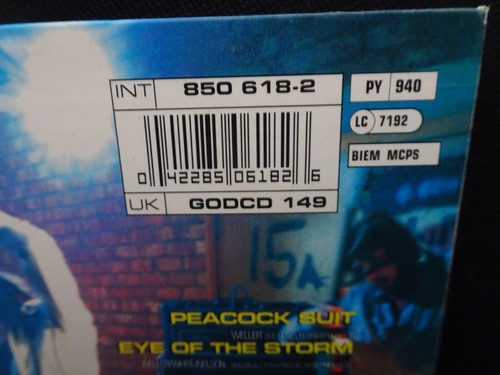 INT 850 618-2
PY 940
LC 7192
BIEM MCPS
0 42285 06182 6
UK GODCD 149
15A
PEACOCK SUIT
WELLER
EYE OF THE STORM